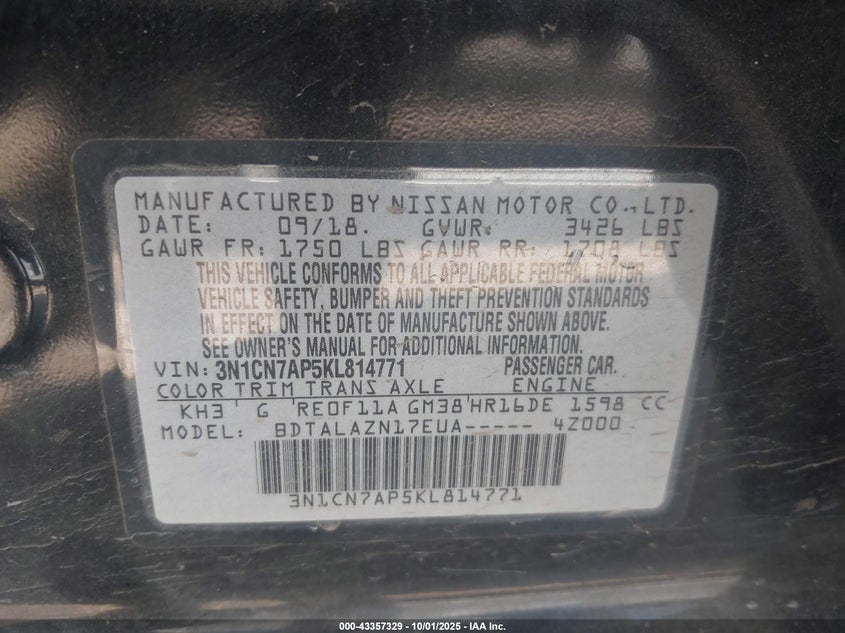 MANUFACTURED BY NISSAN MOTOR CO., LTD.
DATE: 09/18. GVWR: 3426 LBS
GAWR FR: 1750 LBS GAWR RR: 1708 LBS
THIS VEHICLE CONFORMS TO ALL APPLICABLE FEDERAL MOTOR
VEHICLE SAFETY, BUMPER AND THEFT PREVENTION STANDARDS
IN EFFECT ON THE DATE OF MANUFACTURE SHOWN ABOVE.
SEE OWNER'S MANUAL FOR ADDITIONAL INFORMATION.
VIN: 3N1CN7AP5KL814771 PASSENGER CAR.
COLOR TRIM TRANS AXLE ENGINE
KH3 G RE0F11A GM38 HR16DE 1598 CC
MODEL: BDTALAZN17EUA----- 4Z000
3N1CN7AP5KL814771
000-43357329 - 10/01/2025 - IAA Inc.